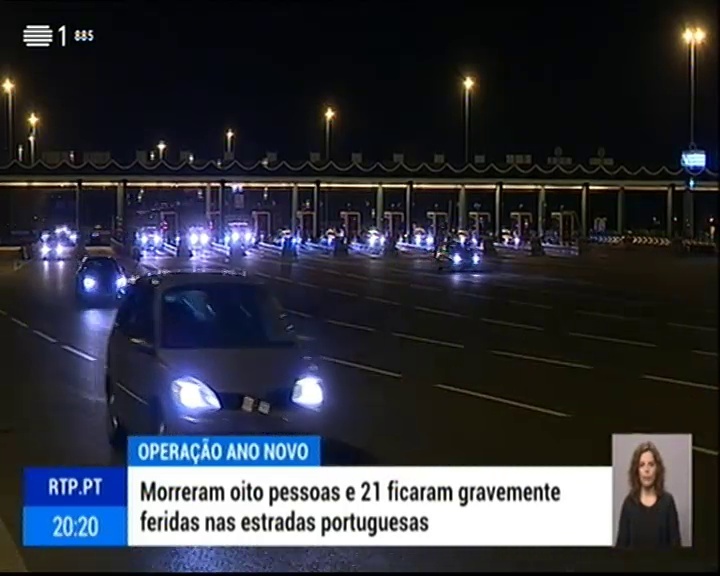 1 885
OPERAÇÃO ANO NOVO
RTP.PT
20:20
Morreram oito pessoas e 21 ficaram gravemente
feridas nas estradas portuguesas